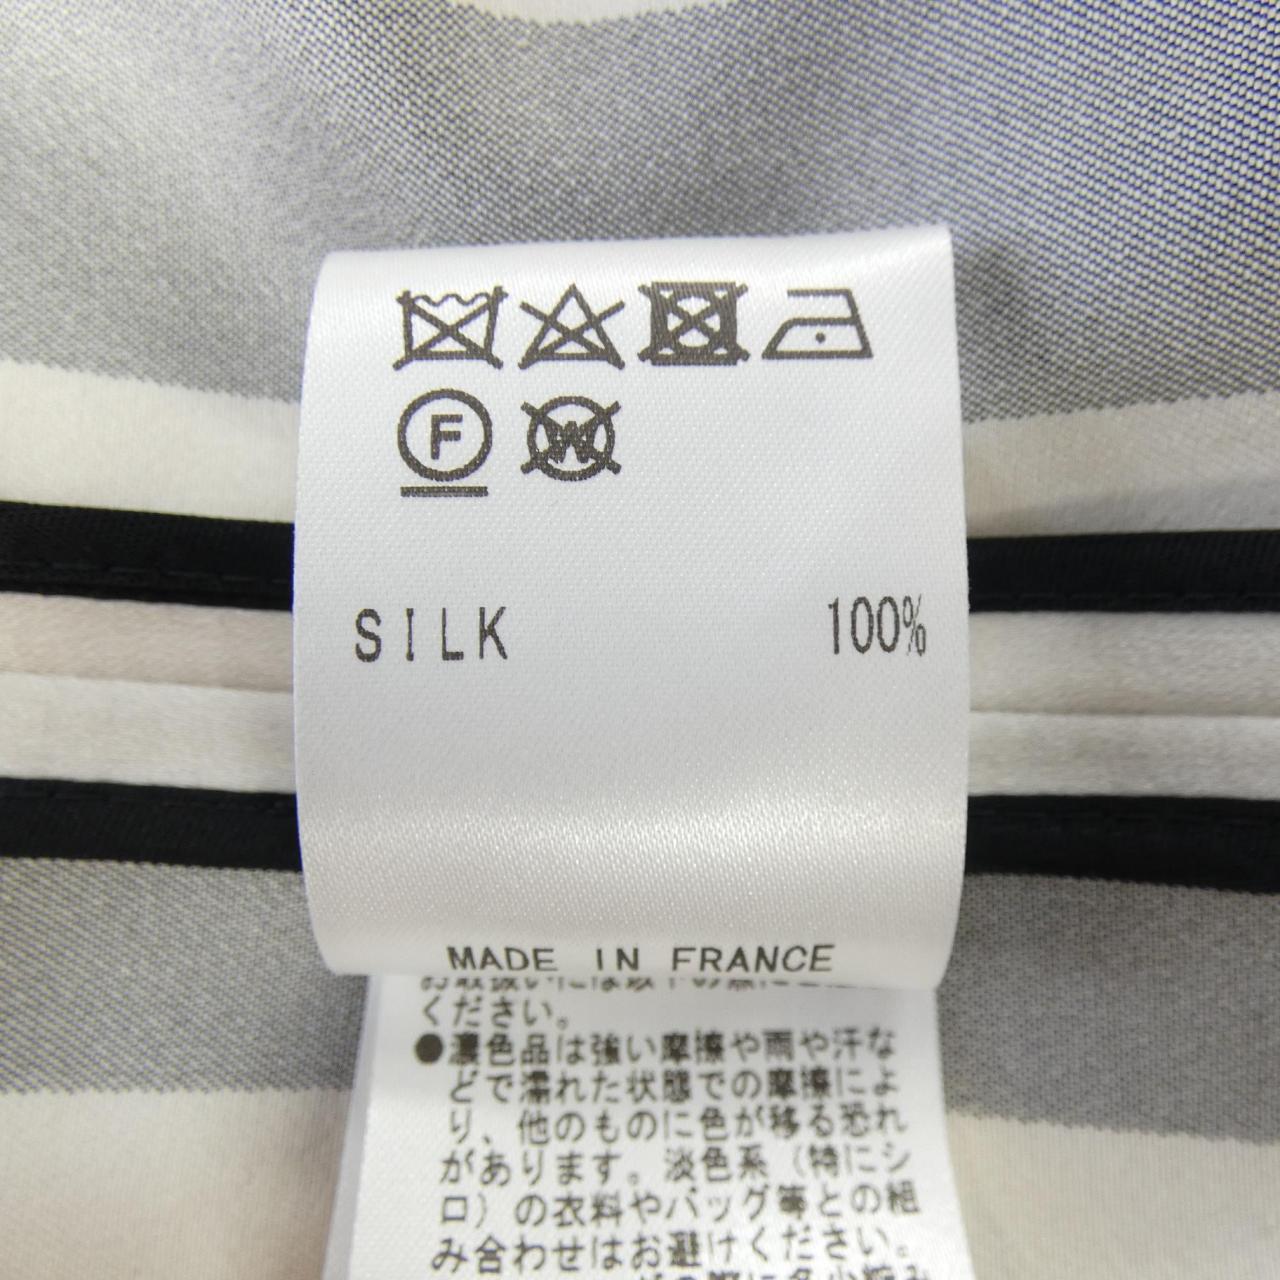 F W
SILK 100%
MADE IN FRANCE
ください。
●濃色品は強い摩擦や雨や汗な
どで濡れた状態での摩擦によ
り、他のものに色が移る恐れ
があります。淡色系(特にシ
ロ)の衣料やバッグ等との組
み合わせはお避けください。